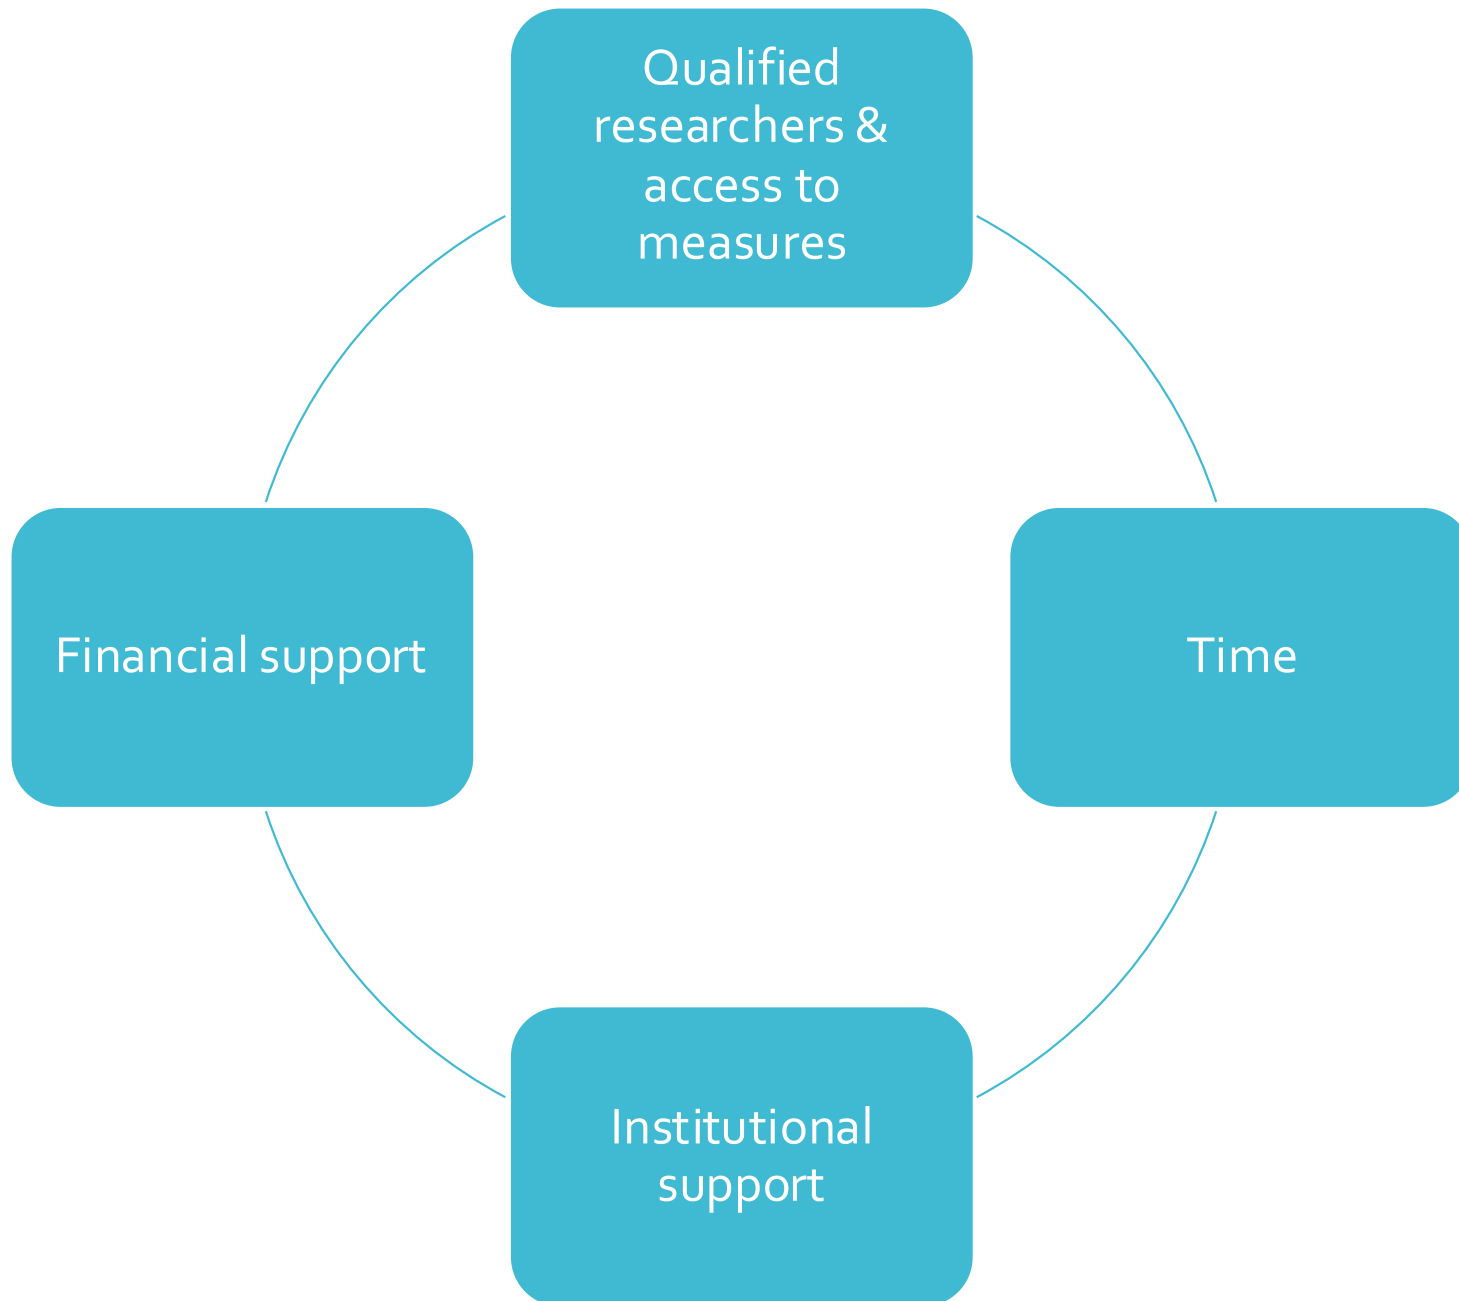 Qualified
researchers &
access to
measures
Financial support
Time
Institutional
support